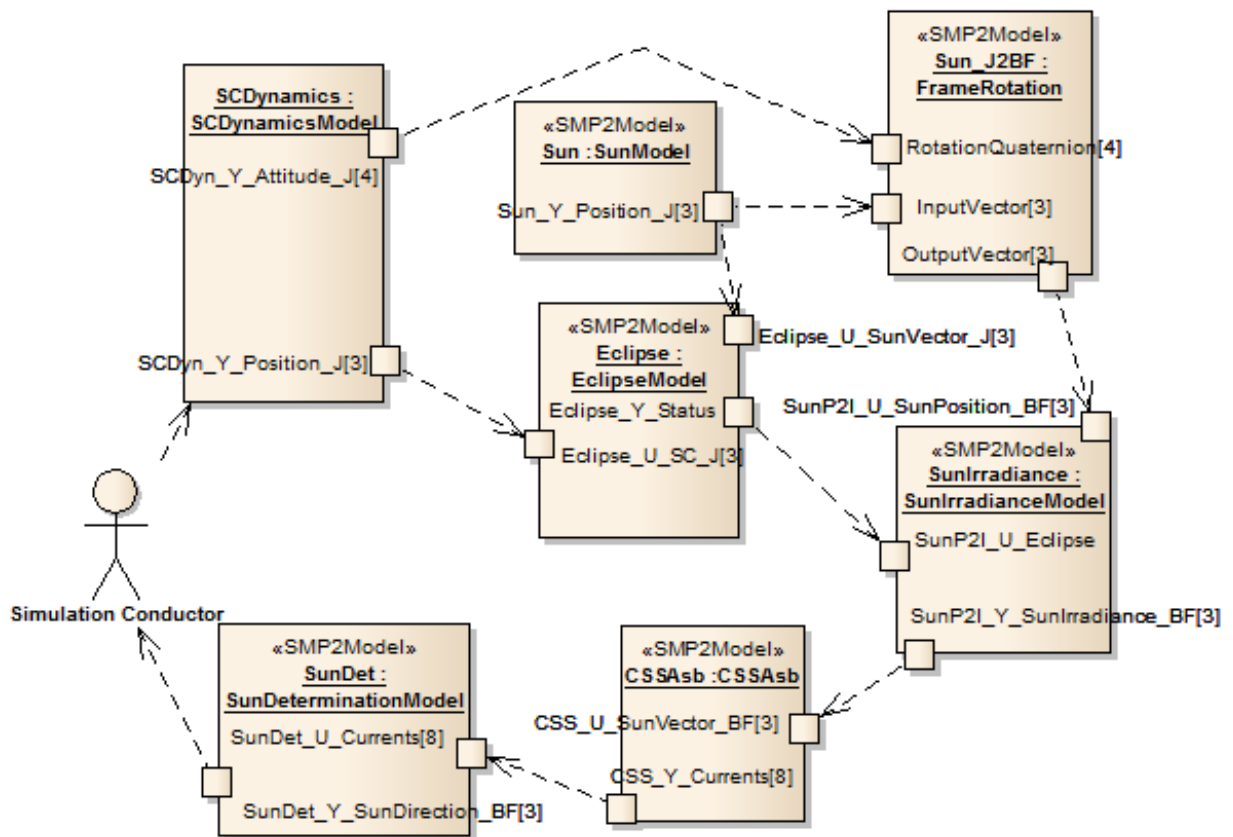 SCDynamics :
SCDynamicsModel
SCDyn_Y_Attitude_J[4]
SCDyn_Y_Position_J[3]
«SMP2Model»
Sun :SunModel
Sun_Y_Position_J[3]
«SMP2Model»
Sun_J2BF :
FrameRotation
RotationQuaternion[4]
InputVector[3]
OutputVector[3]
«SMP2Model»
Eclipse :
EclipseModel
Eclipse_U_SunVector_J[3]
Eclipse_Y_Status
Eclipse_U_SC_J[3]
SunP2I_U_SunPosition_BF[3]
«SMP2Model»
SunIrradiance :
SunIrradianceModel
SunP2I_U_Eclipse
SunP2I_Y_SunIrradiance_BF[3]
Simulation Conductor
«SMP2Model»
SunDet :
SunDeterminationModel
SunDet_U_Currents[8]
SunDet_Y_SunDirection_BF[3]
«SMP2Model»
CSSAsb :CSSAsb
CSS_U_SunVector_BF[3]
CSS_Y_Currents[8]